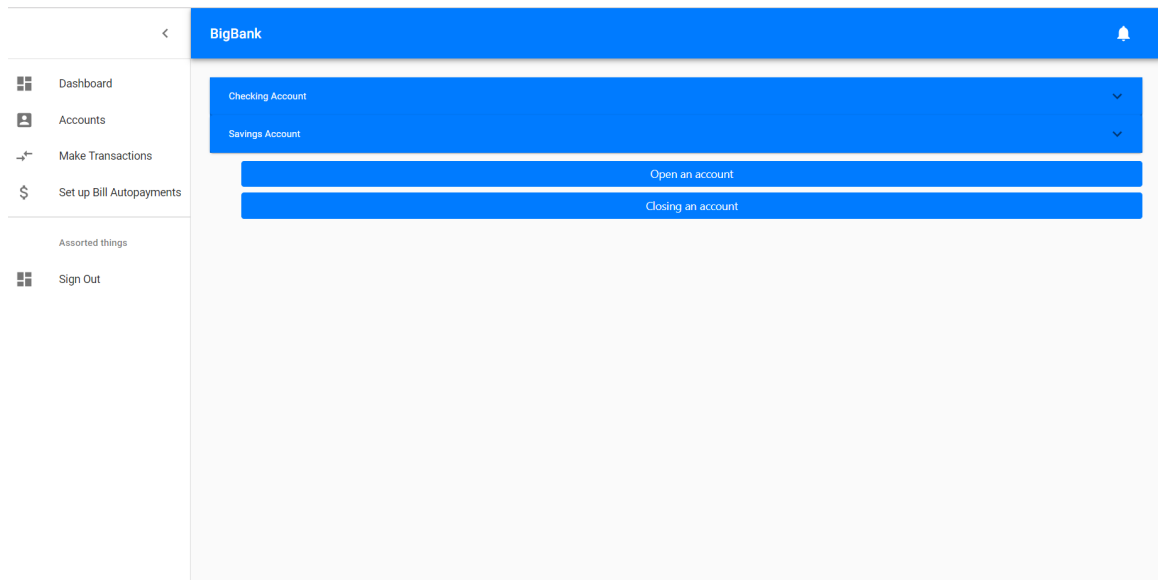 BigBank
Dashboard
Accounts
Make Transactions
Set up Bill Autopayments
Assorted things
Sign Out
Checking Account
Savings Account
Open an account
Closing an account